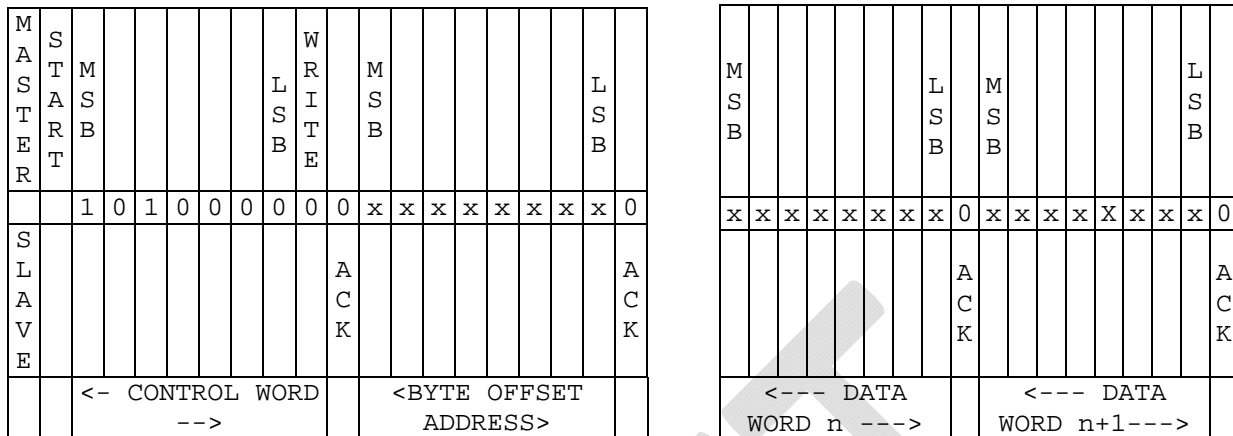 MASTER START MSB LSB WRITE MSB LSB
1 0 1 0 0 0 0 0 0 x x x x x x x x 0
SLAVE ACK ACK
<- CONTROL WORD
-->
<BYTE OFFSET
ADDRESS>
MSB LSB MSB LSB
x x x x x x x x 0 x x x x X x x x 0
ACK ACK
<--- DATA
WORD n --->
<--- DATA
WORD n+1--->